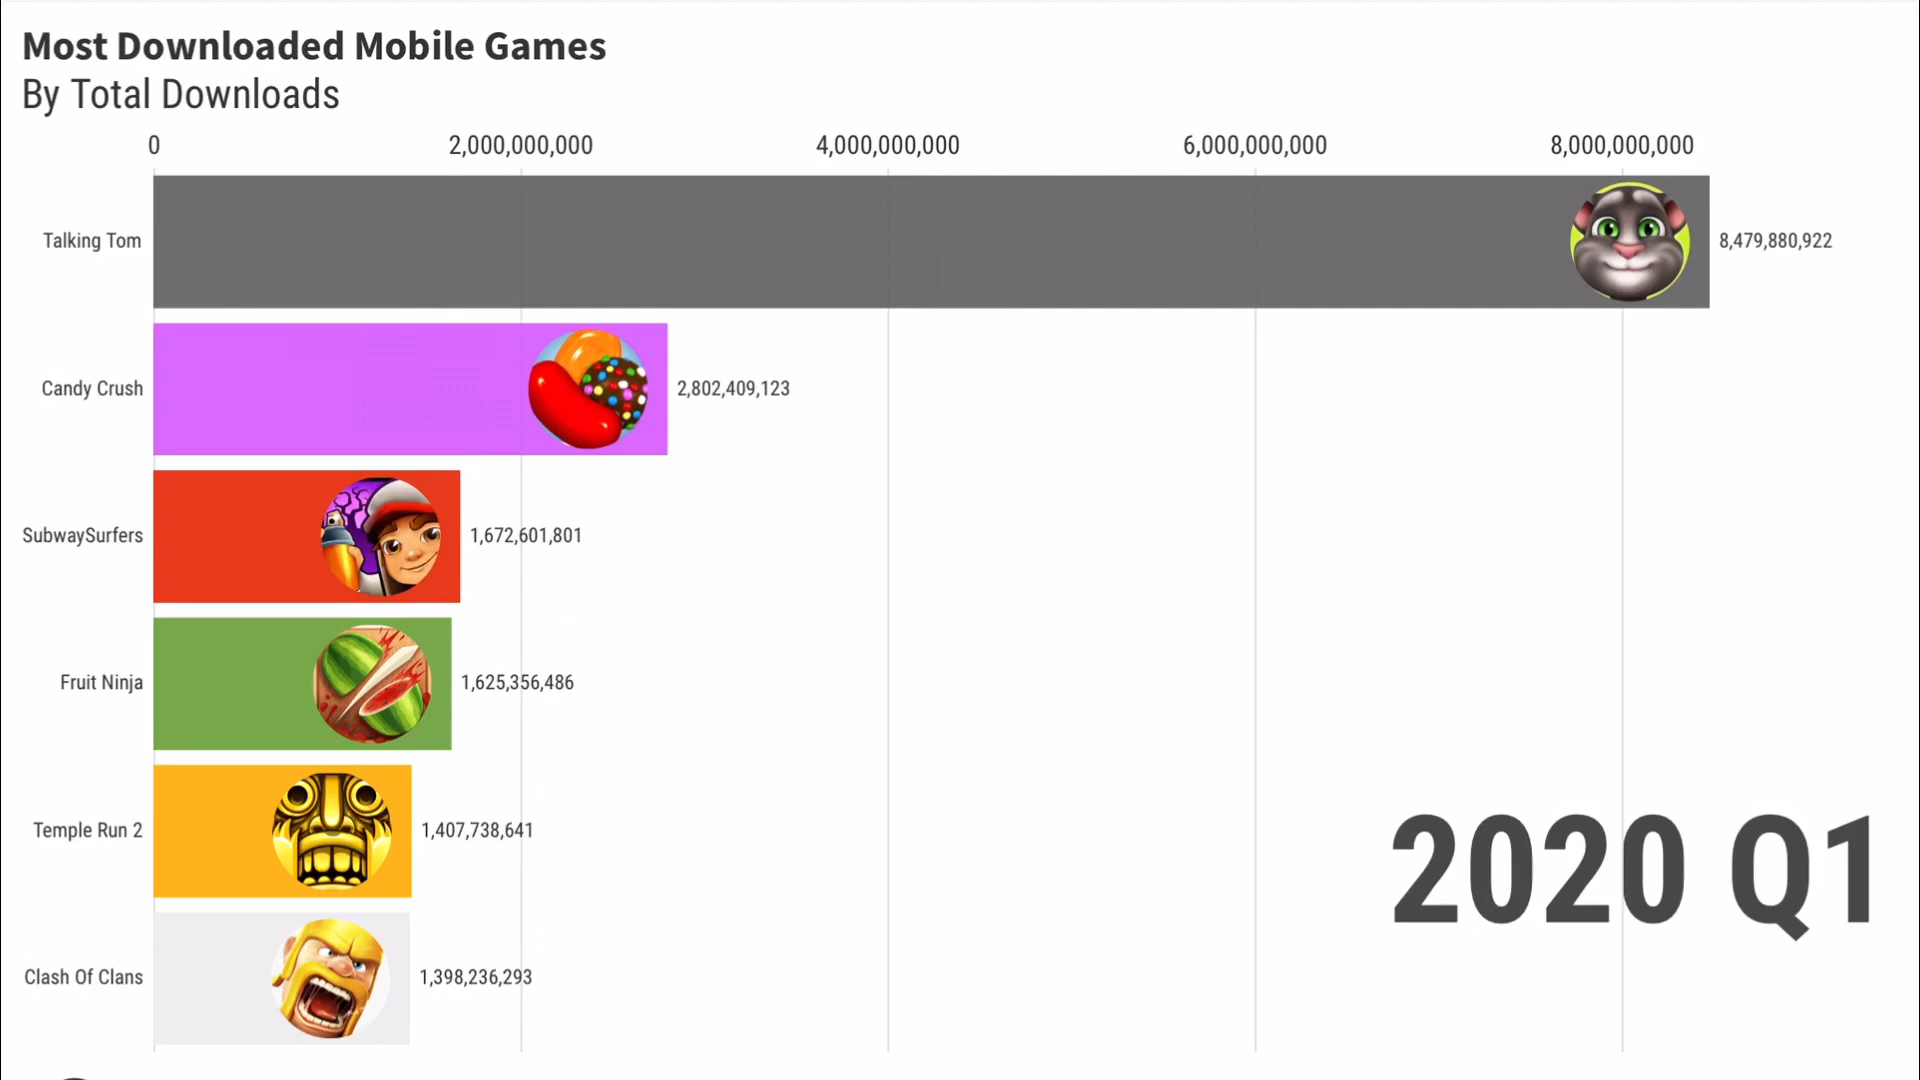 Most Downloaded Mobile Games
By Total Downloads
0 2,000,000,000 4,000,000,000 6,000,000,000 8,000,000,000
Talking Tom 8,479,880,922
Candy Crush 2,802,409,123
SubwaySurfers 1,672,601,801
Fruit Ninja 1,625,356,486
Temple Run 2 1,407,738,641
2020 Q1
Clash Of Clans 1,398,236,293